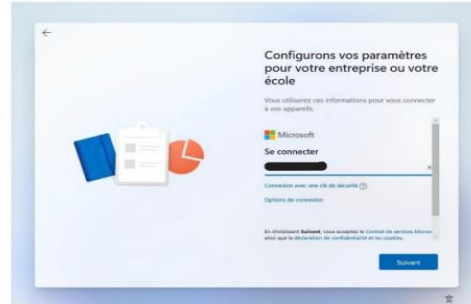 Configurons vos paramètres
pour votre entreprise ou votre
école
Vous utiliserez ces informations pour vous connecter
à vos appareils.
Microsoft
Se connecter
Connexion avec une clé de sécurité
Options de connexion
En choisissant Suivant, vous acceptez le Contrat de services Micros
ainsi que la déclaration de confidentialité et les cookies.
Suivant